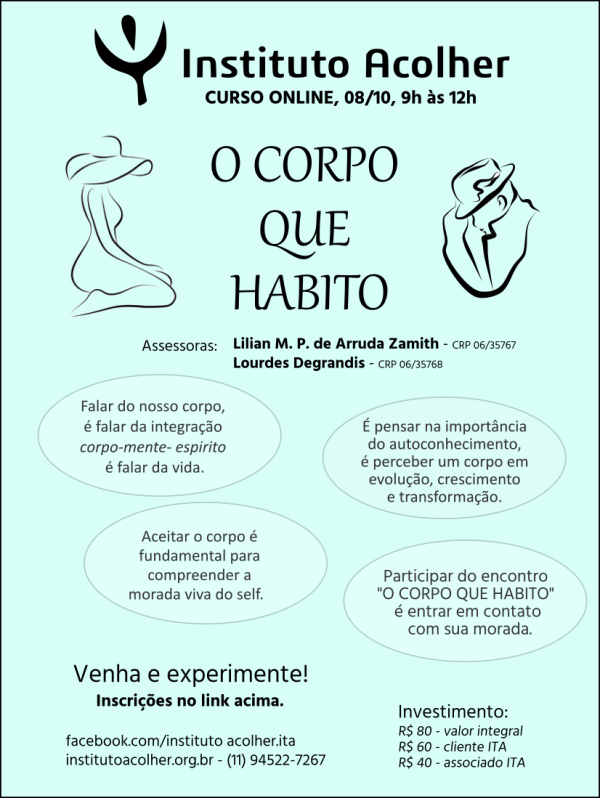 Instituto Acolher
CURSO ONLINE, 08/10, 9h às 12h
O CORPO
QUE
HABITO
Assessoras: Lilian M. P. de Arruda Zamith - CRP 06/35767
Lourdes Degrandis - CRP 06/35768
Falar do nosso corpo,
é falar da integração
corpo-mente- espirito
é falar da vida.
É pensar na importância
do autoconhecimento,
é perceber um corpo em
evolução, crescimento
e transformação.
Aceitar o corpo é
fundamental para
compreender a
morada viva do self.
Participar do encontro
"O CORPO QUE HABITO"
é entrar em contato
com sua morada.
Venha e experimente!
Inscrições no link acima.
facebook.com/instituto acolher.ita
institutoacolher.org.br - (11) 94522-7267
Investimento:
R$ 80 - valor integral
R$ 60 - cliente ITA
R$ 40 - associado ITA